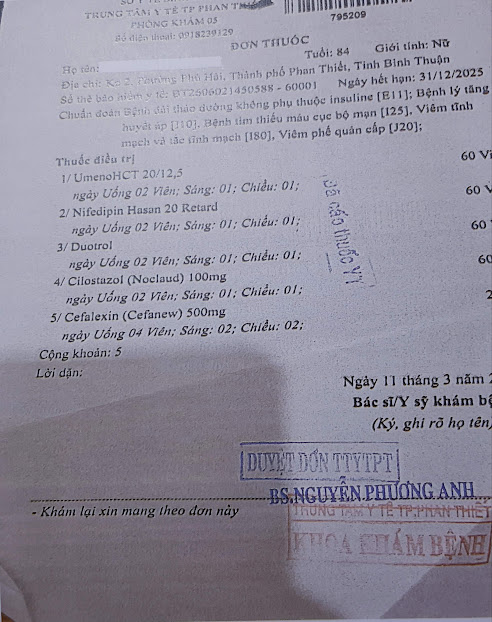 TRUNG TÂM Y TẾ TP PHAN THIẾT
PHÒNG KHÁM 05
Số điện thoại: 0918239129
795209
ĐƠN THUỐC
Họ tên:
Tuổi: 84 Giới tính: Nữ
Địa chỉ: Kp 2, Phường Phú Hài, Thành phố Phan Thiết, Tỉnh Bình Thuận
Số thẻ bảo hiểm y tế: BT2606021450588 - 60001 Ngày hết hạn: 31/12/2025
Chuẩn đoán Bệnh đái tháo đường không phụ thuộc insuline [E11]; Bệnh lý tăng
huyết áp [I10], Bệnh tim thiếu máu cục bộ mạn [I25], Viêm tĩnh
mạch và tắc tĩnh mạch [I80], Viêm phế quản cấp [J20];
Thuốc điều trị
1/ UmenoHCT 20/12,5 60 Vi
ngày Uống 02 Viên; Sáng: 01; Chiều: 01;
2/ Nifedipin Hasan 20 Retard 60 V
ngày Uống 02 Viên; Sáng: 01; Chiều: 01;
3/ Duotrol 60
ngày Uống 02 Viên; Sáng: 01; Chiều: 01;
4/ Cilostazol (Noclaud) 100mg 60
ngày Uống 02 Viên; Sáng: 01; Chiều: 01;
5/ Cefalexin (Cefanew) 500mg 2
ngày Uống 04 Viên; Sáng: 02; Chiều: 02;
thuốc YT
Cộng khoản: 5
Lời dặn:
Ngày 11 tháng 3 năm 2
Bác sĩ/Y sỹ khám bệ
(Ký, ghi rõ họ tên)
DUYỆT ĐƠN TTYTPT
BS.NGUYỄN PHƯƠNG ANH
- Khám lại xin mang theo đơn này
TRUNG TÂM Y TẾ TP.PHAN THIẾT
KHOA KHÁM BỆNH